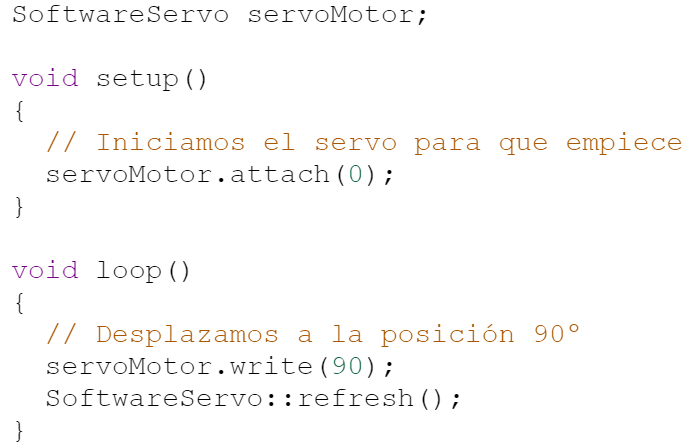 SoftwareServo servoMotor;

void setup()
{
  // Iniciamos el servo para que empiece
  servoMotor.attach(0);
}

void loop()
{
  // Desplazamos a la posición 90º
  servoMotor.write(90);
  SoftwareServo::refresh();
}